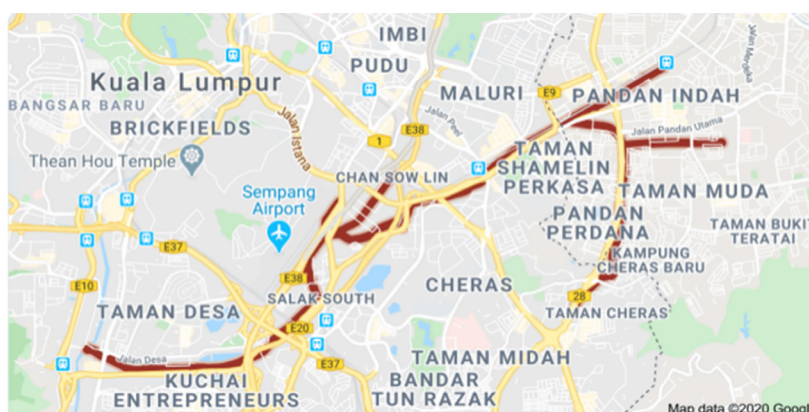 IMBI
PUDU
Jalan Merdeka
Kuala Lumpur
MALURI
E9
PANDAN INDAH
BANGSAR BARU
Jalan Istana
Jalan Peel
E38
Jalan Pandan Utama
BRICKFIELDS
1
TAMAN
SHAMELIN
PERKASA
Thean Hou Temple
CHAN SOW LIN
TAMAN MUDA
Sempang
Airport
PANDAN
PERDANA
TAMAN BUKIT
TERATAI
E37
KAMPUNG
CHERAS BARU
E38
E10
CHERAS
28
SALAK SOUTH
TAMAN DESA
TAMAN CHERAS
E20
Jalan Desa
E37
TAMAN MIDAH
KUCHAI
ENTREPRENEURS
BANDAR
TUN RAZAK
Map data ©2020 Googl